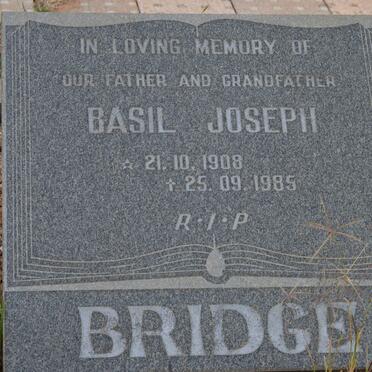 IN LOVING MEMORY OF
OUR FATHER AND GRANDFATHER
BASIL JOSEPH
☆ 21.10.1908
✝ 25.09.1985
R·I·P
BRIDGE